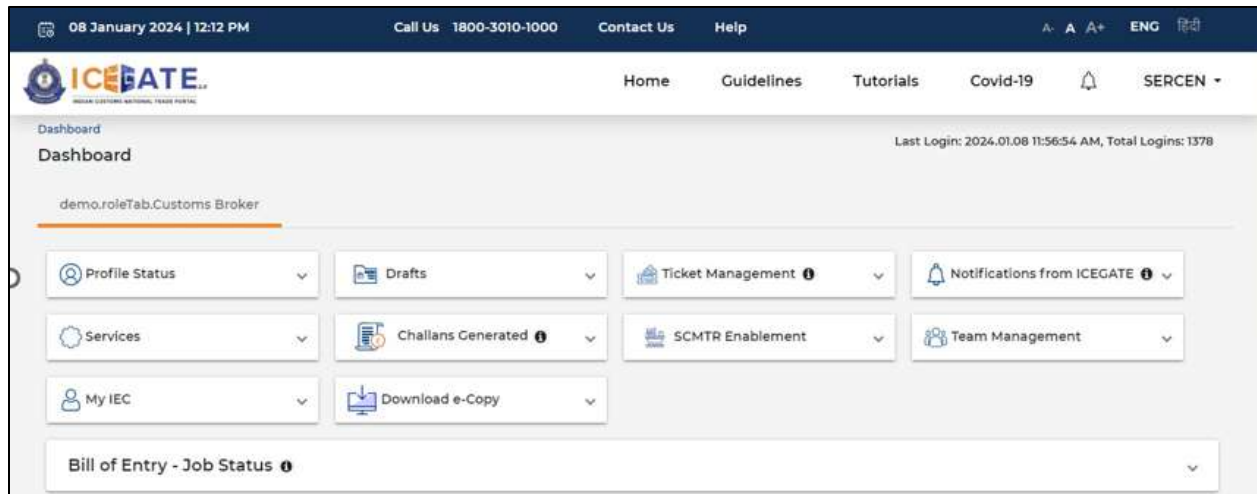 08 January 2024 | 12:12 PM Call Us 1800-3010-1000 Contact Us Help A- A A+ ENG हिंदी
ICEGATE
INDIAN CUSTOMS NATIONAL TRADE PORTAL
Home Guidelines Tutorials Covid-19 SERCEN
Dashboard
Last Login: 2024.01.08 11:56:54 AM, Total Logins: 1378
Dashboard
demo.roleTab.Customs Broker
Profile Status Drafts Ticket Management Notifications from ICEGATE
Services Challans Generated SCMTR Enablement Team Management
My IEC Download e-Copy
Bill of Entry - Job Status